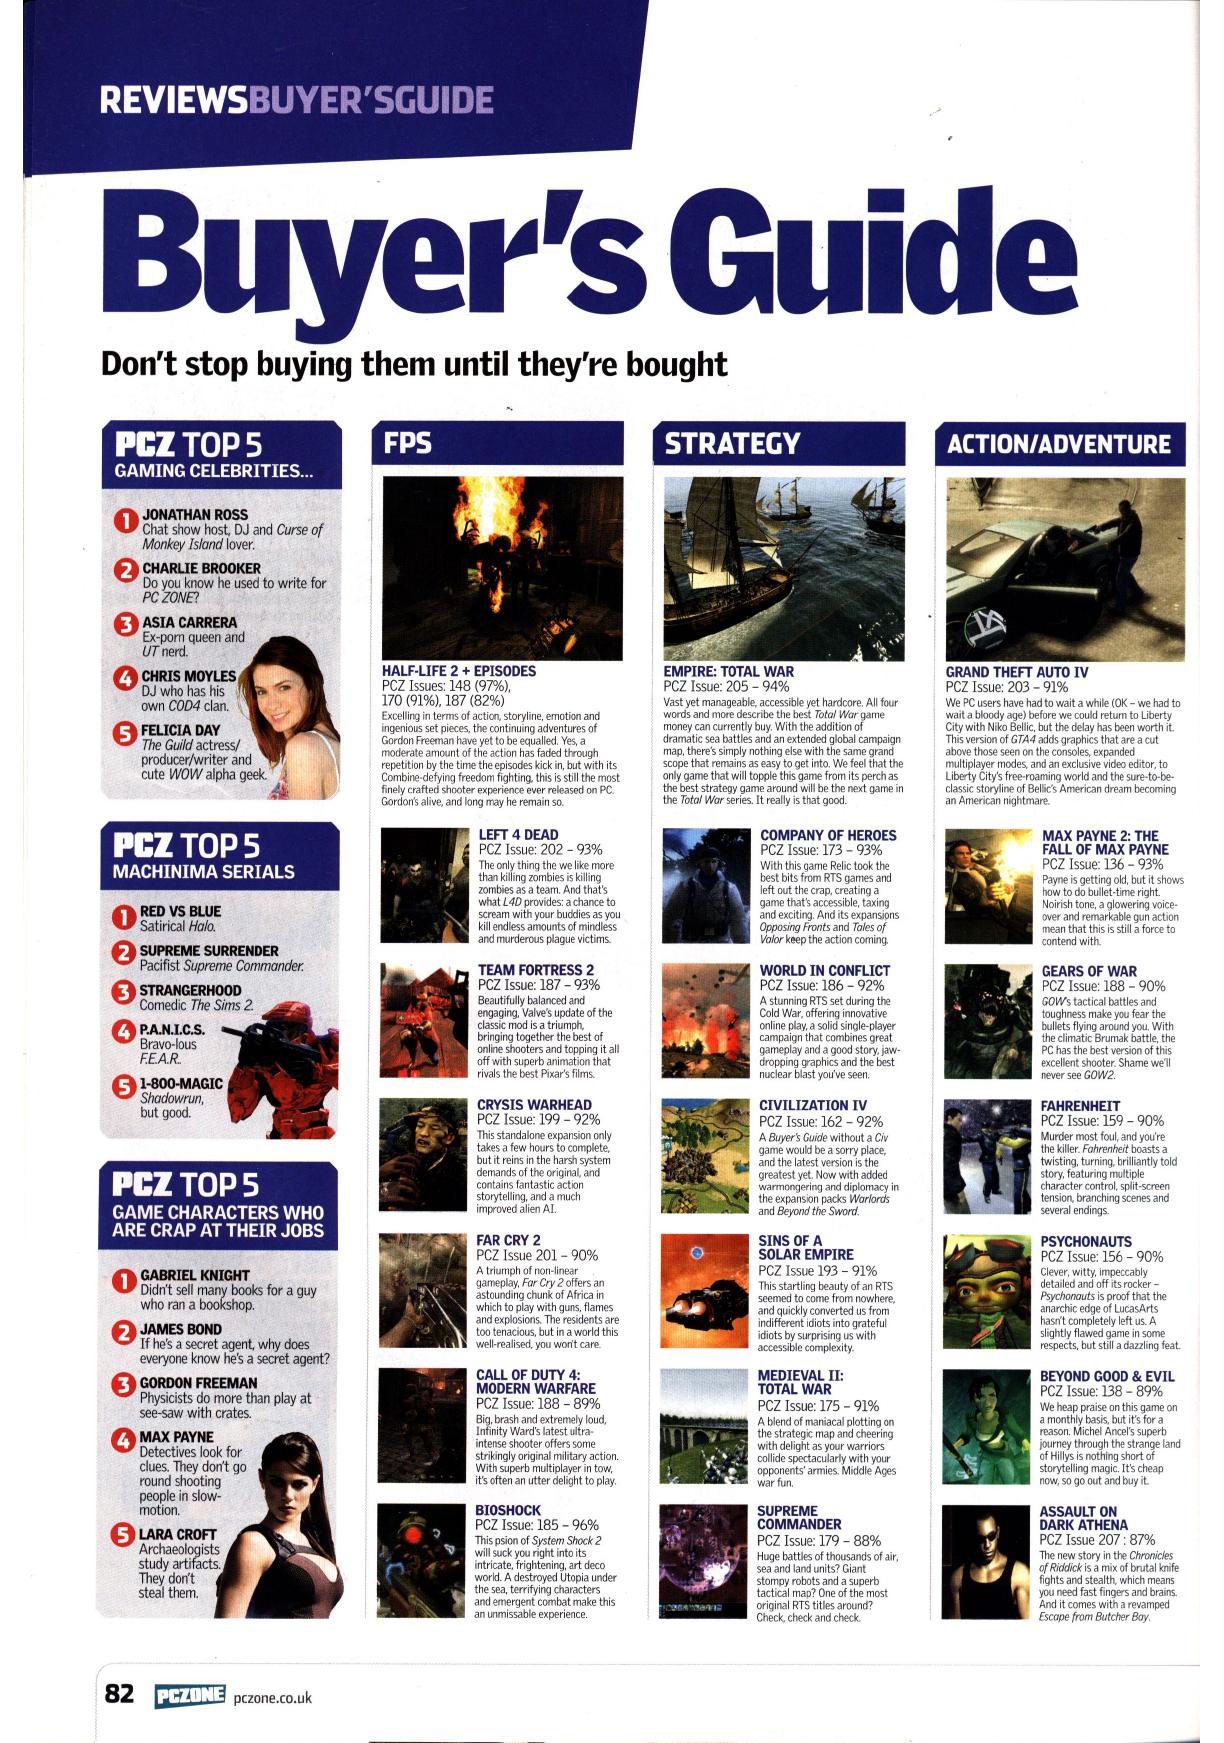 REVIEWSBUYER'SGUIDE
Buyer's Guide
Don't stop buying them until they're bought
PCZ TOP 5
GAMING CELEBRITIES...
1 JONATHAN ROSS
Chat show host, DJ and Curse of
Monkey Island lover.
2 CHARLIE BROOKER
Do you know he used to write for
PC ZONE?
3 ASIA CARRERA
Ex-porn queen and
UT nerd.
4 CHRIS MOYLES
DJ who has his
own COD4 clan.
5 FELICIA DAY
The Guild actress/
producer/writer and
cute WOW alpha geek.
PCZ TOP 5
MACHINIMA SERIALS
1 RED VS BLUE
Satirical Halo.
2 SUPREME SURRENDER
Pacifist Supreme Commander.
3 STRANGERHOOD
Comedic The Sims 2.
4 P.A.N.I.C.S.
Bravo-lous
F.E.A.R.
5 1-800-MAGIC
Shadowrun,
but good.
PCZ TOP 5
GAME CHARACTERS WHO
ARE CRAP AT THEIR JOBS
1 GABRIEL KNIGHT
Didn't sell many books for a guy
who ran a bookshop.
2 JAMES BOND
If he's a secret agent, why does
everyone know he's a secret agent?
3 GORDON FREEMAN
Physicists do more than play at
see-saw with crates.
4 MAX PAYNE
Detectives look for
clues. They don't go
round shooting
people in slow-
motion.
5 LARA CROFT
Archaeologists
study artifacts.
They don't
steal them.
FPS
HALF-LIFE 2 + EPISODES
PCZ Issues: 148 (97%),
170 (91%), 187 (82%)
Excelling in terms of action, storyline, emotion and
ingenious set pieces, the continuing adventures of
Gordon Freeman have yet to be equalled. Yes, a
moderate amount of the action has faded through
repetition by the time the episodes kick in, but with its
Combine-defying freedom fighting, this is still the most
finely crafted shooter experience ever released on PC.
Gordon's alive, and long may he remain so.
LEFT 4 DEAD
PCZ Issue: 202 – 93%
The only thing the we like more
than killing zombies is killing
zombies as a team. And that's
what L4D provides: a chance to
scream with your buddies as you
kill endless amounts of mindless
and murderous plague victims.
TEAM FORTRESS 2
PCZ Issue: 187 – 93%
Beautifully balanced and
engaging, Valve's update of the
classic mod is a triumph,
bringing together the best of
online shooters and topping it all
off with superb animation that
rivals the best Pixar's films.
CRYSIS WARHEAD
PCZ Issue: 199 – 92%
This standalone expansion only
takes a few hours to complete,
but it reins in the harsh system
demands of the original, and
contains fantastic action
storytelling, and a much
improved alien AI.
FAR CRY 2
PCZ Issue 201 – 90%
A triumph of non-linear
gameplay, Far Cry 2 offers an
astounding chunk of Africa in
which to play with guns, flames
and explosions. The residents are
too tenacious, but in a world this
well-realised, you won't care.
CALL OF DUTY 4:
MODERN WARFARE
PCZ Issue: 188 – 89%
Big, brash and extremely loud,
Infinity Ward's latest ultra-
intense shooter offers some
strikingly original military action.
With superb multiplayer in tow,
it's often an utter delight to play.
BIOSHOCK
PCZ Issue: 185 – 96%
This psion of System Shock 2
will suck you right into its
intricate, frightening, art deco
world. A destroyed Utopia under
the sea, terrifying characters
and emergent combat make this
an unmissable experience.
STRATEGY
EMPIRE: TOTAL WAR
PCZ Issue: 205 – 94%
Vast yet manageable, accessible yet hardcore. All four
words and more describe the best Total War game
money can currently buy. With the addition of
dramatic sea battles and an extended global campaign
map, there's simply nothing else with the same grand
scope that remains as easy to get into. We feel that the
only game that will topple this game from its perch as
the best strategy game around will be the next game in
the Total War series. It really is that good.
COMPANY OF HEROES
PCZ Issue: 173 – 93%
With this game Relic took the
best bits from RTS games and
left out the crap, creating a
game that's accessible, taxing
and exciting. And its expansions
Opposing Fronts and Tales of
Valor keep the action coming.
WORLD IN CONFLICT
PCZ Issue: 186 – 92%
A stunning RTS set during the
Cold War, offering innovative
online play, a solid single-player
campaign that combines great
gameplay and a good story, jaw-
dropping graphics and the best
nuclear blast you've seen.
CIVILIZATION IV
PCZ Issue: 162 – 92%
A Buyer's Guide without a Civ
game would be a sorry place,
and the latest version is the
greatest yet. Now with added
warmongering and diplomacy in
the expansion packs Warlords
and Beyond the Sword.
SINS OF A
SOLAR EMPIRE
PCZ Issue 193 – 91%
This startling beauty of an RTS
seemed to come from nowhere,
and quickly converted us from
indifferent idiots into grateful
idiots by surprising us with
accessible complexity.
MEDIEVAL II:
TOTAL WAR
PCZ Issue: 175 – 91%
A blend of maniacal plotting on
the strategic map and cheering
with delight as your warriors
collide spectacularly with your
opponents' armies. Middle Ages
war fun.
SUPREME
COMMANDER
PCZ Issue: 179 – 88%
Huge battles of thousands of air,
sea and land units? Giant
stompy robots and a superb
tactical map? One of the most
original RTS titles around?
Check, check and check.
ACTION/ADVENTURE
GRAND THEFT AUTO IV
PCZ Issue: 203 – 91%
We PC users have had to wait a while (OK – we had to
wait a bloody age) before we could return to Liberty
City with Niko Bellic, but the delay has been worth it.
This version of GTA4 adds graphics that are a cut
above those seen on the consoles, expanded
multiplayer modes, and an exclusive video editor, to
Liberty City's free-roaming world and the sure-to-be-
classic storyline of Bellic's American dream becoming
an American nightmare.
MAX PAYNE 2: THE
FALL OF MAX PAYNE
PCZ Issue: 136 – 93%
Payne is getting old, but it shows
how to do bullet-time right.
Noirish tone, a glowering voice-
over and remarkable gun action
mean that this is still a force to
contend with.
GEARS OF WAR
PCZ Issue: 188 – 90%
GOW's tactical battles and
toughness make you fear the
bullets flying around you. With
the climatic Brumak battle, the
PC has the best version of this
excellent shooter. Shame we'll
never see GOW2.
FAHRENHEIT
PCZ Issue: 159 – 90%
Murder most foul, and you're
the killer. Fahrenheit boasts a
twisting, turning, brilliantly told
story, featuring multiple
character control, split-screen
tension, branching scenes and
several endings.
PSYCHONAUTS
PCZ Issue: 156 – 90%
Clever, witty, impeccably
detailed and off its rocker –
Psychonauts is proof that the
anarchic edge of LucasArts
hasn't completely left us. A
slightly flawed game in some
respects, but still a dazzling feat.
BEYOND GOOD & EVIL
PCZ Issue: 138 – 89%
We heap praise on this game on
a monthly basis, but it's for a
reason. Michel Ancel's superb
journey through the strange land
of Hillys is nothing short of
storytelling magic. It's cheap
now, so go out and buy it.
ASSAULT ON
DARK ATHENA
PCZ Issue 207 : 87%
The new story in the Chronicles
of Riddick is a mix of brutal knife
fights and stealth, which means
you need fast fingers and brains.
And it comes with a revamped
Escape from Butcher Bay.
82 PCZONE pczone.co.uk